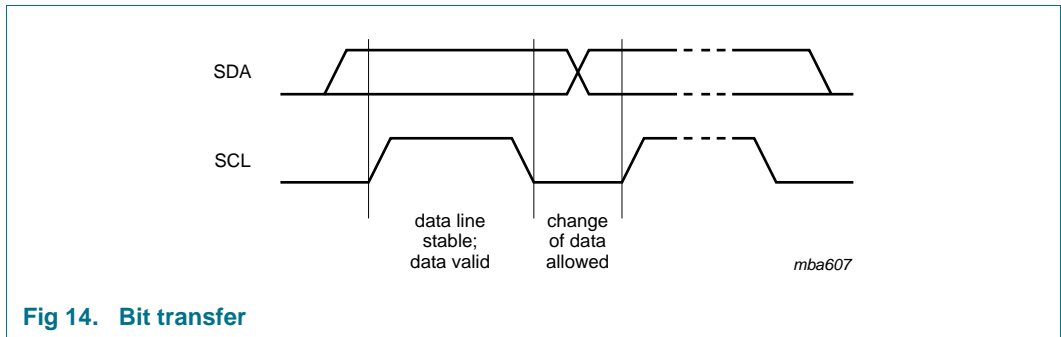 SDA
SCL
data line
stable;
data valid
change
of data
allowed
mba607
Fig 14. Bit transfer